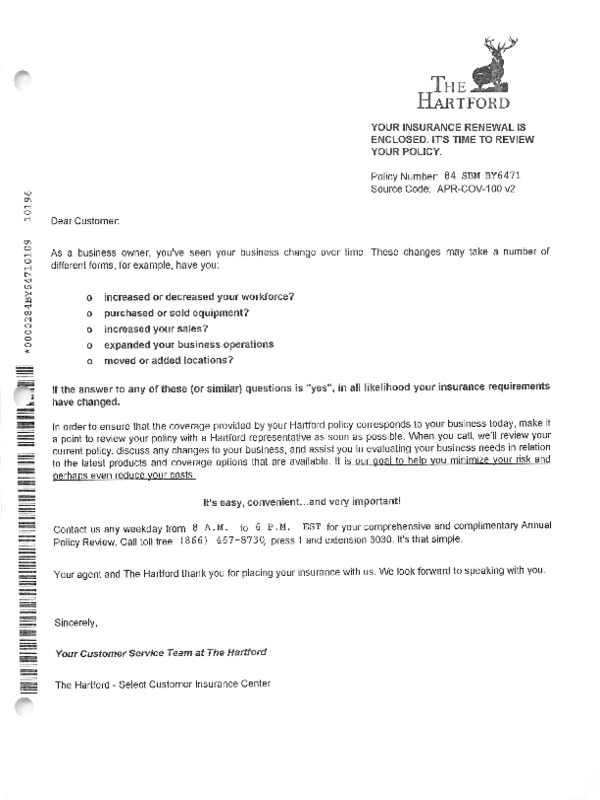 THE
HARTFORD
YOUR INSURANCE RENEWAL IS
ENCLOSED. IT'S TIME TO REVIEW
YOUR POLICY.
Policy Number: 84 SBM BY6471
Source Code: APR-COV-100 v2
Dear Customer:
As a business owner, you've seen your business change over time. These changes may take a number of
different forms, for example, have you:
o increased or decreased your workforce?
o purchased or sold equipment?
o increased your sales?
o expanded your business operations
o moved or added locations?
If the answer to any of these (or similar) questions is "yes", in all likelihood your insurance requirements
have changed.
In order to ensure that the coverage provided by your Hartford policy corresponds to your business today, make it
a point to review your policy with a Hartford representative as soon as possible. When you call, we'll review your
current policy, discuss any changes to your business, and assist you in evaluating your business needs in relation
to the latest products and coverage options that are available. It is our goal to help you minimize your risk and
perhaps even reduce your costs.
It's easy, convenient...and very important!
Contact us any weekday from 8 A.M. to 6 P.M. EST for your comprehensive and complimentary Annual
Policy Review. Call toll free (866) 467-8730, press 1 and extension 3030. It's that simple.
Your agent and The Hartford thank you for placing your insurance with us. We look forward to speaking with you.
Sincerely,
Your Customer Service Team at The Hartford
The Hartford - Select Customer Insurance Center
*0000284BY64710109 10196